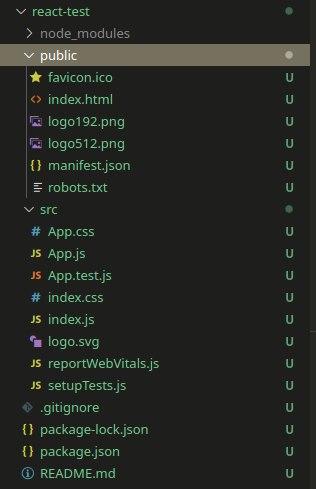 react-test
node_modules
public
favicon.ico U
index.html U
logo192.png U
logo512.png U
manifest.json U
robots.txt U
src
App.css U
JS App.js U
JS App.test.js U
index.css U
JS index.js U
logo.svg U
JS reportWebVitals.js U
JS setupTests.js U
.gitignore U
package-lock.json U
package.json U
README.md U